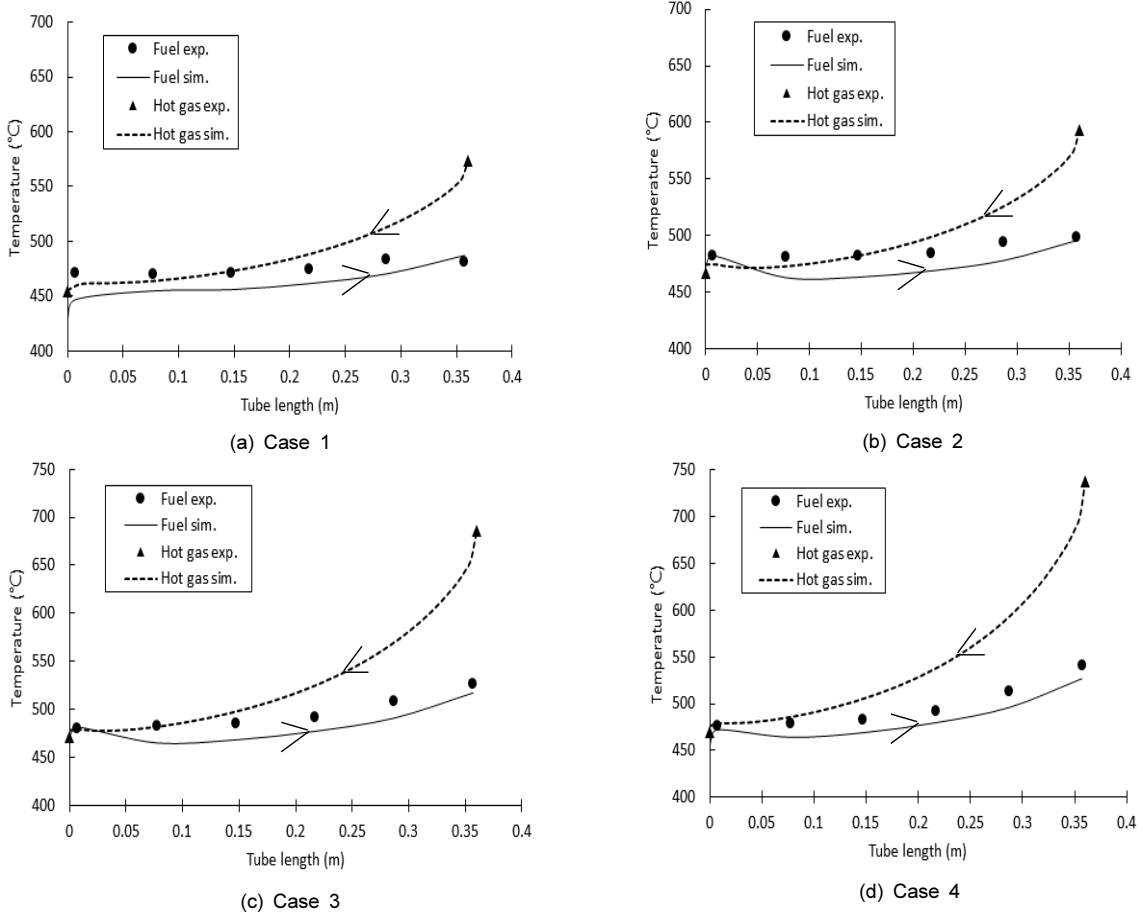 700
650
600
550
500
450
400
Temperature (°C)
Fuel exp.
Fuel sim.
Hot gas exp.
Hot gas sim.
0 0.05 0.1 0.15 0.2 0.25 0.3 0.35 0.4
Tube length (m)
(a) Case 1
700
650
600
550
500
450
400
Temperature (°C)
Fuel exp.
Fuel sim.
Hot gas exp.
Hot gas sim.
0 0.05 0.1 0.15 0.2 0.25 0.3 0.35 0.4
Tube length (m)
(b) Case 2
750
700
650
600
550
500
450
400
Temperature (°C)
Fuel exp.
Fuel sim.
Hot gas exp.
Hot gas sim.
0 0.05 0.1 0.15 0.2 0.25 0.3 0.35 0.4
Tube length (m)
(c) Case 3
750
700
650
600
550
500
450
400
Temperature (°C)
Fuel exp.
Fuel sim.
Hot gas exp.
Hot gas sim.
0 0.05 0.1 0.15 0.2 0.25 0.3 0.35 0.4
Tube length (m)
(d) Case 4